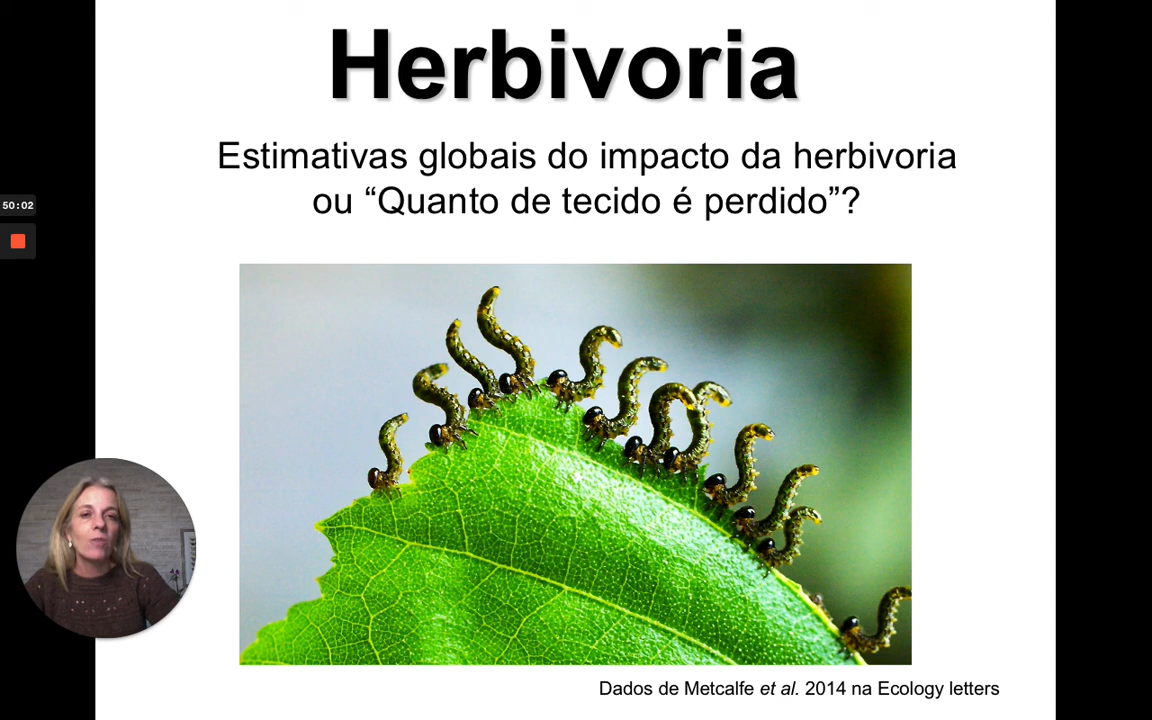 Herbivoria
Estimativas globais do impacto da herbivoria
ou “Quanto de tecido é perdido”?
50:02
Dados de Metcalfe et al. 2014 na Ecology letters